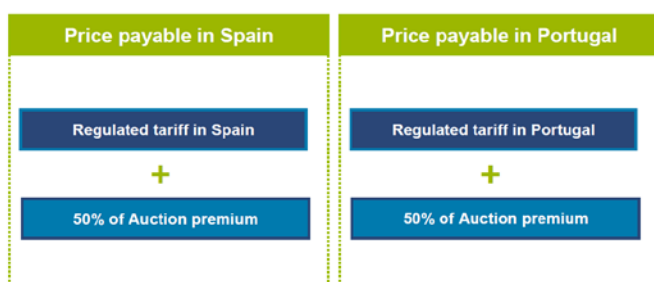 Price payable in Spain
Regulated tariff in Spain
+
50% of Auction premium
Price payable in Portugal
Regulated tariff in Portugal
+
50% of Auction premium